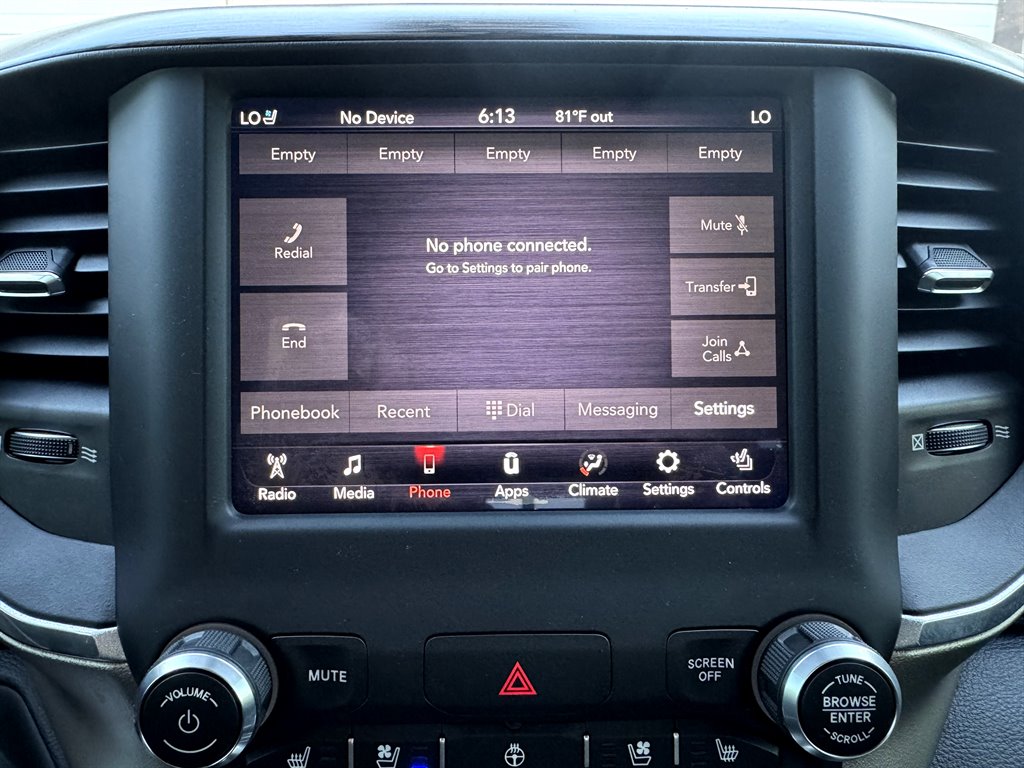 LO No Device 6:13 81°F out LO
Empty Empty Empty Empty Empty
Redial
End
No phone connected.
Go to Settings to pair phone.
Mute
Transfer
Join
Calls
Phonebook Recent Dial Messaging Settings
Radio Media Phone Apps Climate Settings Controls
VOLUME
MUTE
SCREEN
OFF
TUNE
BROWSE
ENTER
SCROLL